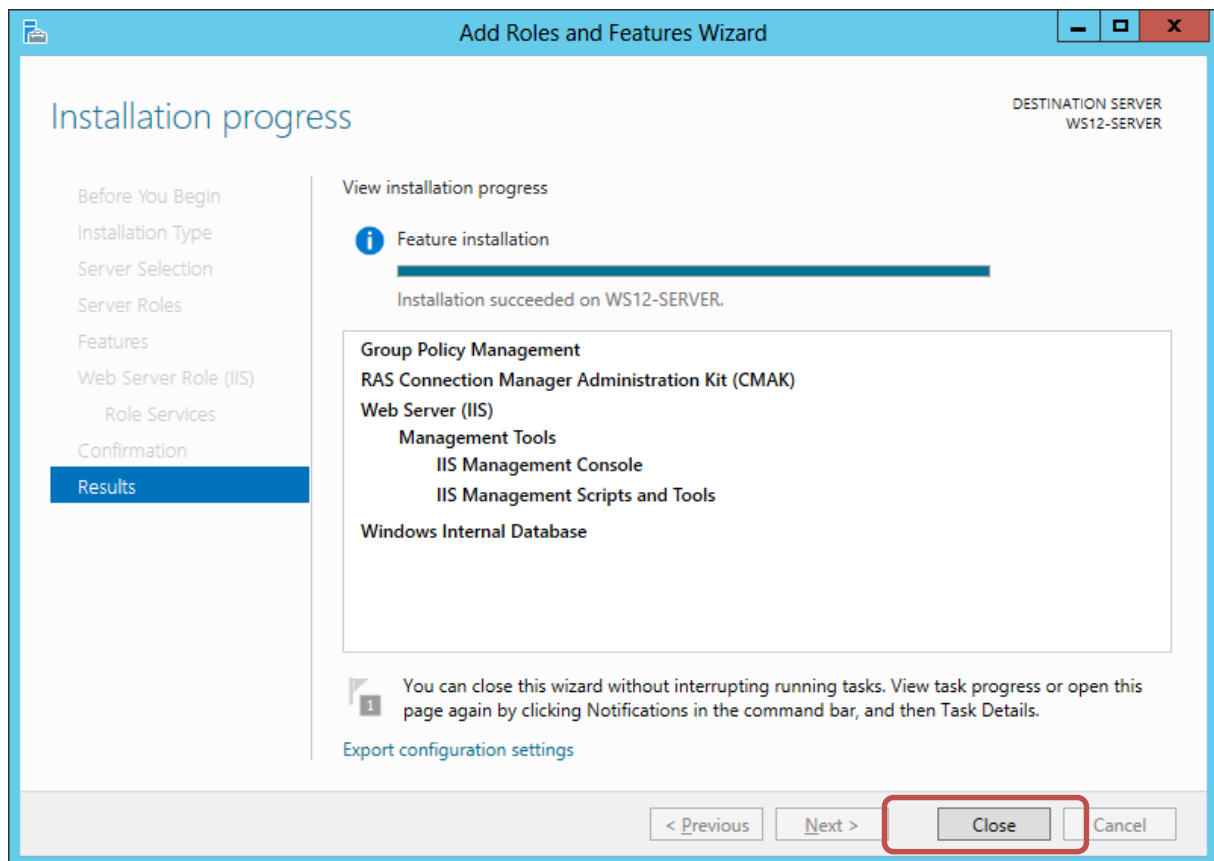 Add Roles and Features Wizard
Installation progress
DESTINATION SERVER
WS12-SERVER
Before You Begin
Installation Type
Server Selection
Server Roles
Features
Web Server Role (IIS)
Role Services
Confirmation
Results
View installation progress
Feature installation
Installation succeeded on WS12-SERVER.
Group Policy Management
RAS Connection Manager Administration Kit (CMAK)
Web Server (IIS)
Management Tools
IIS Management Console
IIS Management Scripts and Tools
Windows Internal Database
1
You can close this wizard without interrupting running tasks. View task progress or open this
page again by clicking Notifications in the command bar, and then Task Details.
Export configuration settings
< Previous Next > Close Cancel